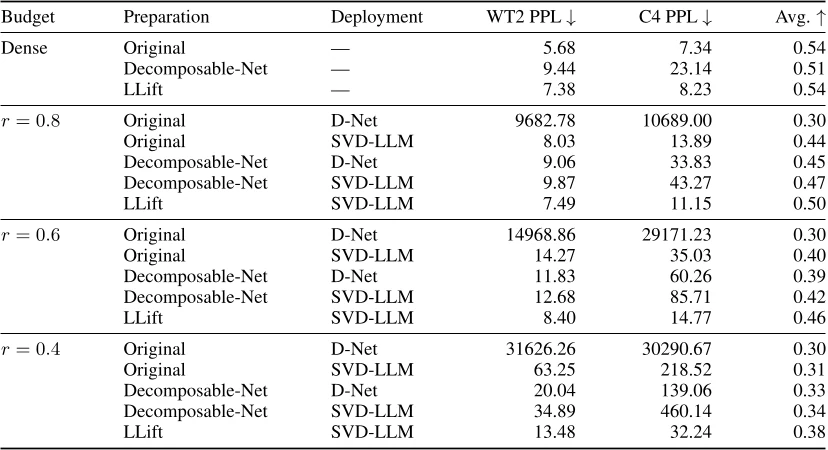 Budget Preparation Deployment WT2 PPL ↓ C4 PPL ↓ Avg. ↑
Dense Original — 5.68 7.34 0.54
Decomposable-Net — 9.44 23.14 0.51
LLift — 7.38 8.23 0.54
r = 0.8 Original D-Net 9682.78 10689.00 0.30
Original SVD-LLM 8.03 13.89 0.44
Decomposable-Net D-Net 9.06 33.83 0.45
Decomposable-Net SVD-LLM 9.87 43.27 0.47
LLift SVD-LLM 7.49 11.15 0.50
r = 0.6 Original D-Net 14968.86 29171.23 0.30
Original SVD-LLM 14.27 35.03 0.40
Decomposable-Net D-Net 11.83 60.26 0.39
Decomposable-Net SVD-LLM 12.68 85.71 0.42
LLift SVD-LLM 8.40 14.77 0.46
r = 0.4 Original D-Net 31626.26 30290.67 0.30
Original SVD-LLM 63.25 218.52 0.31
Decomposable-Net D-Net 20.04 139.06 0.33
Decomposable-Net SVD-LLM 34.89 460.14 0.34
LLift SVD-LLM 13.48 32.24 0.38